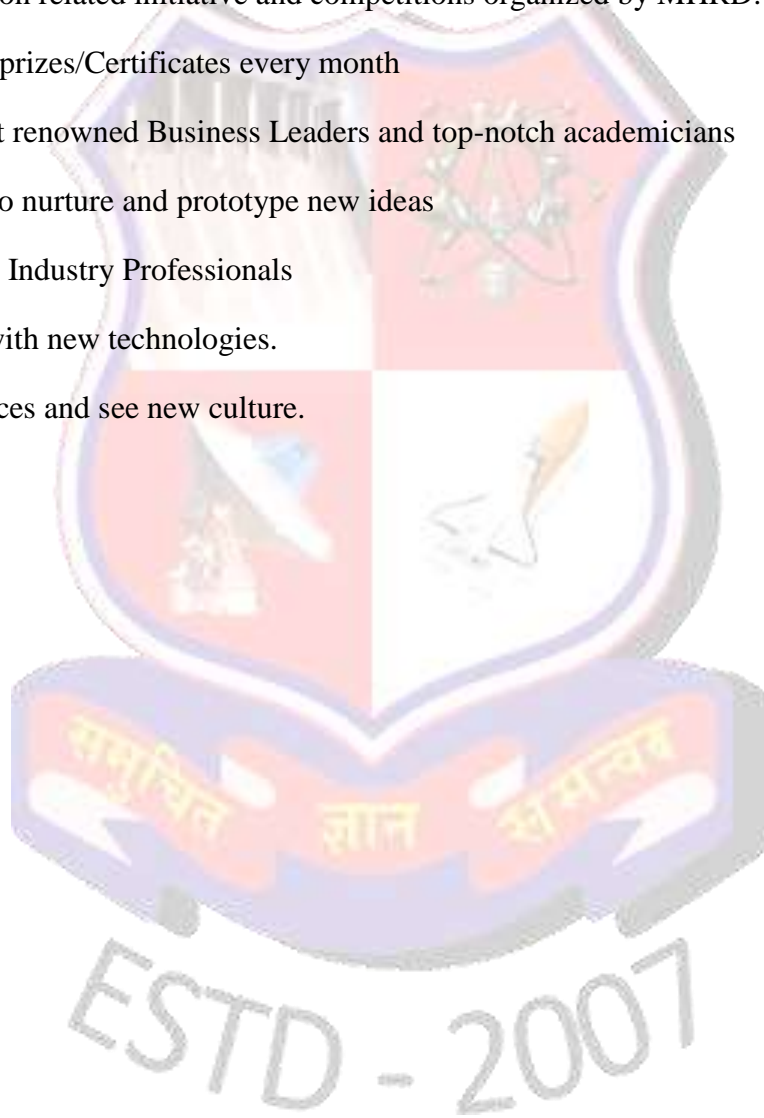 on related initiative and competitions organized by MHRD.
prizes/Certificates every month
t renowned Business Leaders and top-notch academicians
o nurture and prototype new ideas
Industry Professionals
with new technologies.
ces and see new culture.
समुचित ज्ञान समन्वय
ESTD - 2007